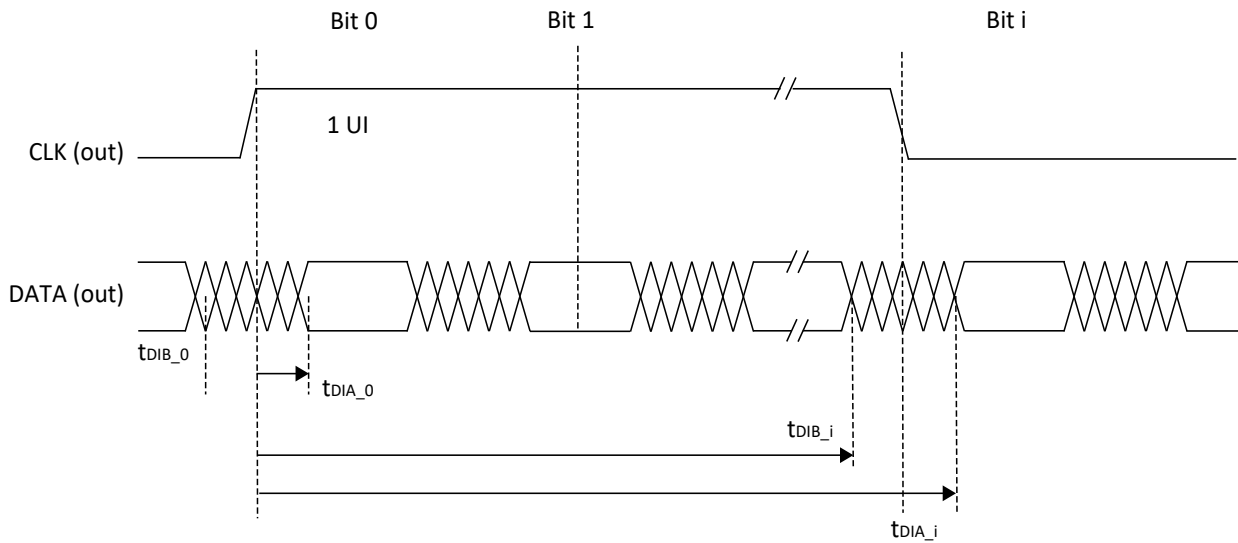 Bit 0 Bit 1 Bit i
1 UI
CLK (out)
DATA (out)
tDIB_0
tDIA_0
tDIB_i
tDIA_i